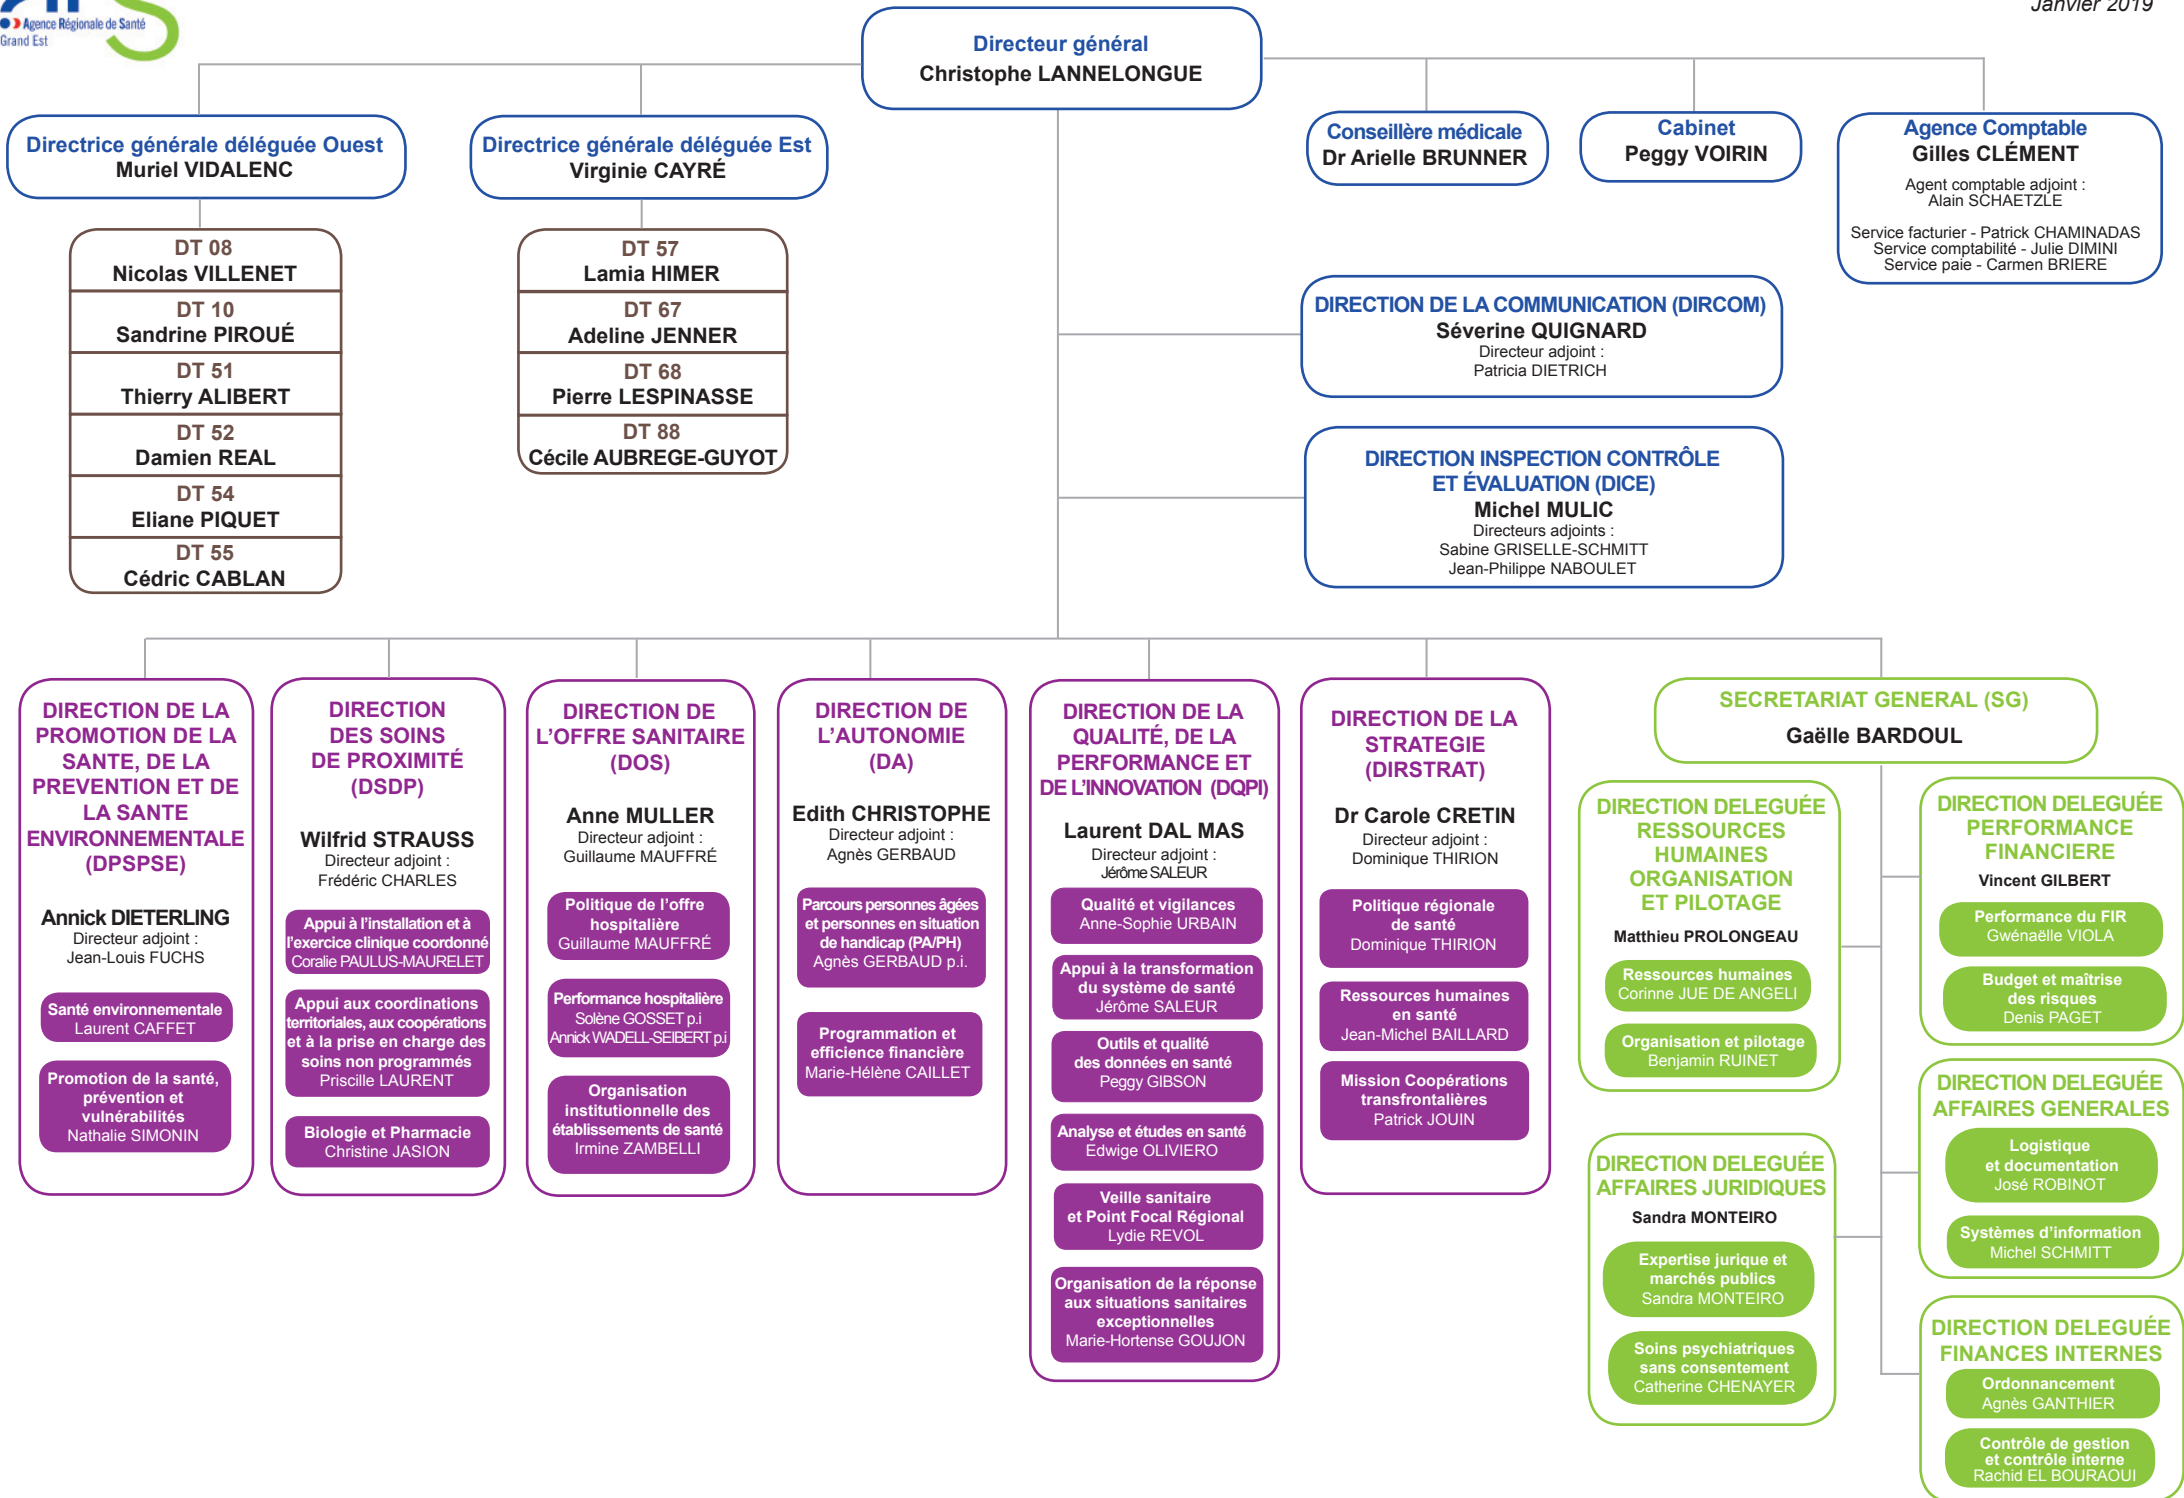 Agence Régionale de Santé
Grand Est
Janvier 2019
Directeur général
Christophe LANNELONGUE
Directrice générale déléguée Ouest
Muriel VIDALENC
Directrice générale déléguée Est
Virginie CAYRÉ
Conseillère médicale
Dr Arielle BRUNNER
Cabinet
Peggy VOIRIN
Agence Comptable
Gilles CLÉMENT
Agent comptable adjoint :
Alain SCHAETZLE
Service facturier - Patrick CHAMINADAS
Service comptabilité - Julie DIMINI
Service paie - Carmen BRIERE
DT 08
Nicolas VILLENET
DT 10
Sandrine PIROUÉ
DT 51
Thierry ALIBERT
DT 52
Damien REAL
DT 54
Eliane PIQUET
DT 55
Cédric CABLAN
DT 57
Lamia HIMER
DT 67
Adeline JENNER
DT 68
Pierre LESPINASSE
DT 88
Cécile AUBREGE-GUYOT
DIRECTION DE LA COMMUNICATION (DIRCOM)
Séverine QUIGNARD
Directeur adjoint :
Patricia DIETRICH
DIRECTION INSPECTION CONTRÔLE
ET ÉVALUATION (DICE)
Michel MULIC
Directeurs adjoints :
Sabine GRISELLE-SCHMITT
Jean-Philippe NABOULET
DIRECTION DE LA
PROMOTION DE LA
SANTE, DE LA
PREVENTION ET DE
LA SANTE
ENVIRONNEMENTALE
(DPSPSE)
Annick DIETERLING
Directeur adjoint :
Jean-Louis FUCHS
Santé environnementale
Laurent CAFFET
Promotion de la santé,
prévention et
vulnérabilités
Nathalie SIMONIN
DIRECTION
DES SOINS
DE PROXIMITÉ
(DSDP)
Wilfrid STRAUSS
Directeur adjoint :
Frédéric CHARLES
Appui à l'installation et à
l'exercice clinique coordonné
Coralie PAULUS-MAURELET
Appui aux coordinations
territoriales, aux coopérations
et à la prise en charge des
soins non programmés
Priscille LAURENT
Biologie et Pharmacie
Christine JASION
DIRECTION DE
L'OFFRE SANITAIRE
(DOS)
Anne MULLER
Directeur adjoint :
Guillaume MAUFFRÉ
Politique de l'offre
hospitalière
Guillaume MAUFFRÉ
Performance hospitalière
Solène GOSSET p.i
Annick WADELL-SEIBERT p.i
Organisation
institutionnelle des
établissements de santé
Irmine ZAMBELLI
DIRECTION DE
L'AUTONOMIE
(DA)
Edith CHRISTOPHE
Directeur adjoint :
Agnès GERBAUD
Parcours personnes âgées
et personnes en situation
de handicap (PA/PH)
Agnès GERBAUD p.i.
Programmation et
efficience financière
Marie-Hélène CAILLET
DIRECTION DE LA
QUALITÉ, DE LA
PERFORMANCE ET
DE L'INNOVATION (DQPI)
Laurent DAL MAS
Directeur adjoint :
Jérôme SALEUR
Qualité et vigilances
Anne-Sophie URBAIN
Appui à la transformation
du système de santé
Jérôme SALEUR
Outils et qualité
des données en santé
Peggy GIBSON
Analyse et études en santé
Edwige OLIVIERO
Veille sanitaire
et Point Focal Régional
Lydie REVOL
Organisation de la réponse
aux situations sanitaires
exceptionnelles
Marie-Hortense GOUJON
DIRECTION DE LA
STRATEGIE
(DIRSTRAT)
Dr Carole CRETIN
Directeur adjoint :
Dominique THIRION
Politique régionale
de santé
Dominique THIRION
Ressources humaines
en santé
Jean-Michel BAILLARD
Mission Coopérations
transfrontalières
Patrick JOUIN
SECRETARIAT GENERAL (SG)
Gaëlle BARDOUL
DIRECTION DELEGUÉE
RESSOURCES
HUMAINES
ORGANISATION
ET PILOTAGE
Matthieu PROLONGEAU
Ressources humaines
Corinne JUE DE ANGELI
Organisation et pilotage
Benjamin RUINET
DIRECTION DELEGUÉE
AFFAIRES JURIDIQUES
Sandra MONTEIRO
Expertise jurique et
marchés publics
Sandra MONTEIRO
Soins psychiatriques
sans consentement
Catherine CHENAYER
DIRECTION DELEGUÉE
PERFORMANCE
FINANCIERE
Vincent GILBERT
Performance du FIR
Gwénaëlle VIOLA
Budget et maîtrise
des risques
Denis PAGET
DIRECTION DELEGUÉE
AFFAIRES GENERALES
Logistique
et documentation
José ROBINOT
Systèmes d'information
Michel SCHMITT
DIRECTION DELEGUÉE
FINANCES INTERNES
Ordonnancement
Agnès GANTHIER
Contrôle de gestion
et contrôle interne
Rachid EL BOURAOUI